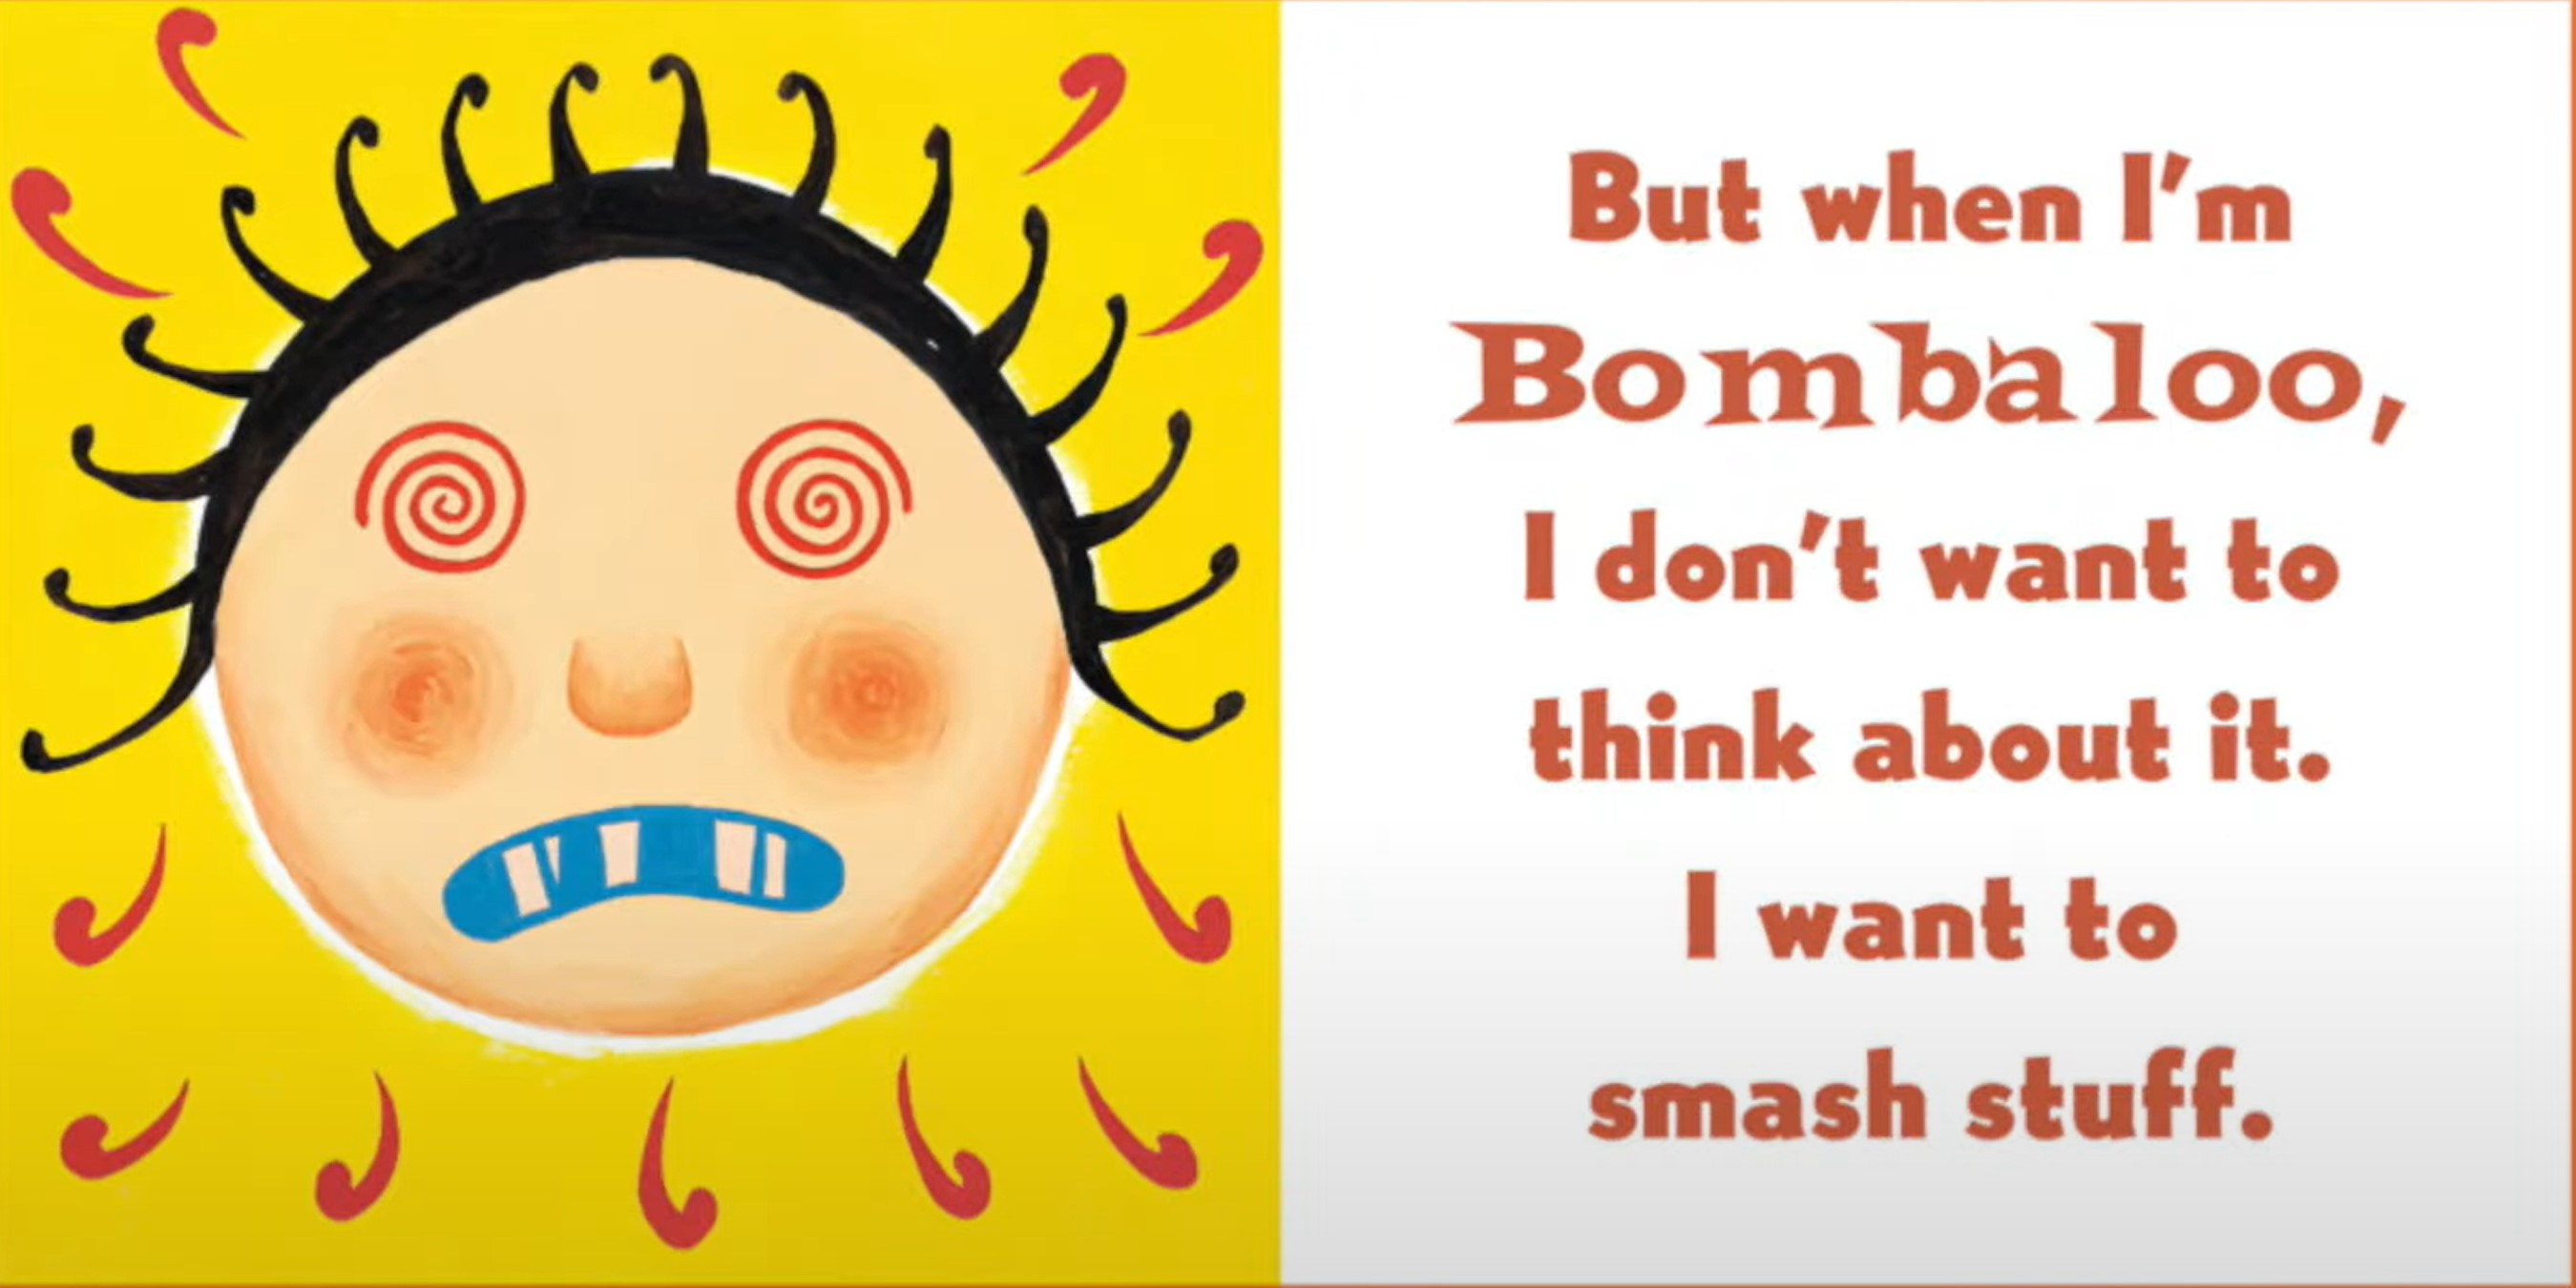 But when I'm
Bombaloo,
I don't want to
think about it.
I want to
smash stuff.